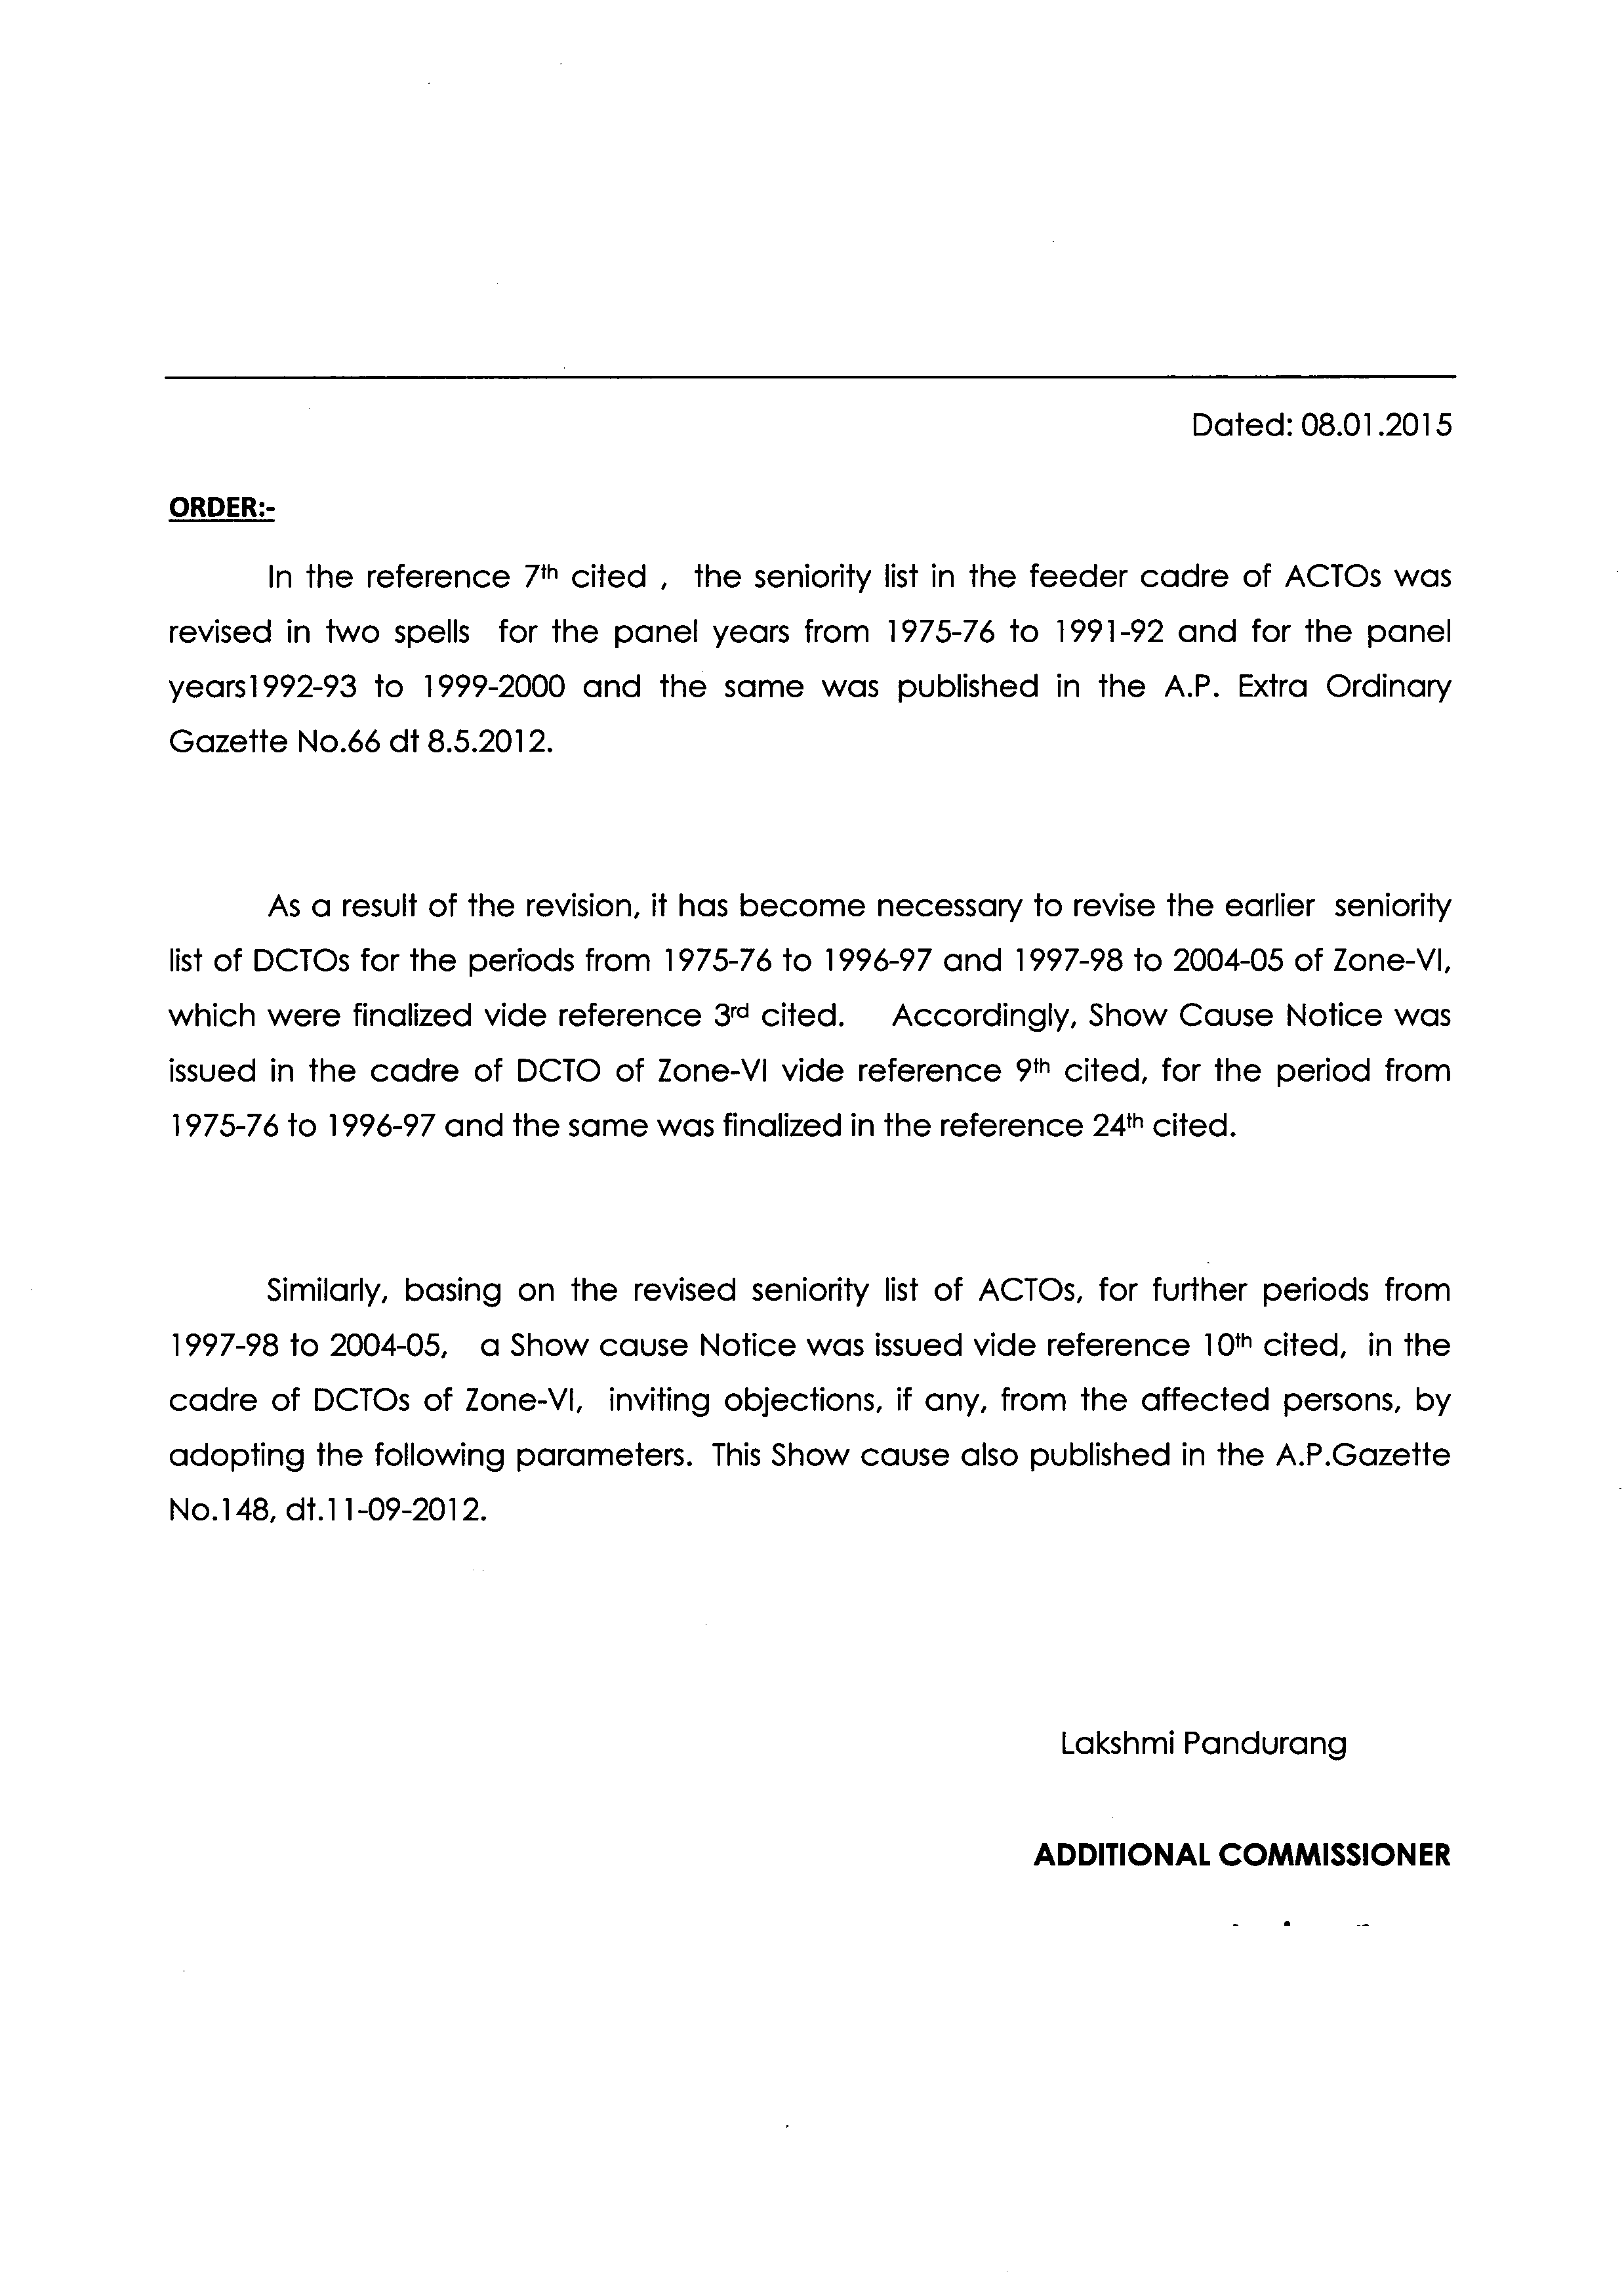 Dated: 08.01.2015
ORDER:-
In the reference 7th cited , the seniority list in the feeder cadre of ACTOs was
revised in two spells for the panel years from 1975-76 to 1991-92 and for the panel
years1992-93 to 1999-2000 and the same was published in the A.P. Extra Ordinary
Gazette No.66 dt 8.5.2012.
As a result of the revision, it has become necessary to revise the earlier seniority
list of DCTOs for the periods from 1975-76 to 1996-97 and 1997-98 to 2004-05 of Zone-VI,
which were finalized vide reference 3rd cited. Accordingly, Show Cause Notice was
issued in the cadre of DCTO of Zone-VI vide reference 9th cited, for the period from
1975-76 to 1996-97 and the same was finalized in the reference 24th cited.
Similarly, basing on the revised seniority list of ACTOs, for further periods from
1997-98 to 2004-05, a Show cause Notice was issued vide reference 10th cited, in the
cadre of DCTOs of Zone-VI, inviting objections, if any, from the affected persons, by
adopting the following parameters. This Show cause also published in the A.P.Gazette
No.148, dt.11-09-2012.
Lakshmi Pandurang
ADDITIONAL COMMISSIONER